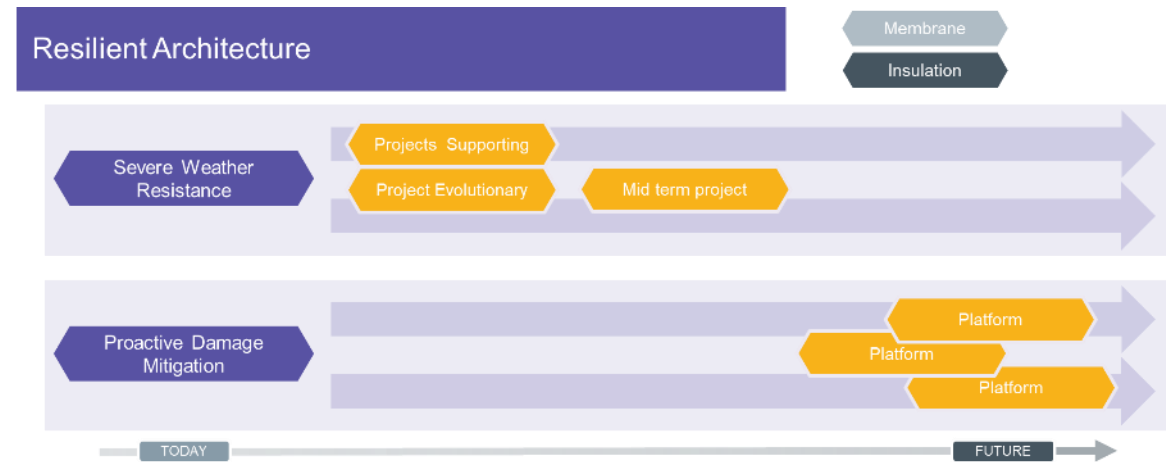 Resilient Architecture
Membrane
Insulation
Severe Weather
Resistance
Projects Supporting
Project Evolutionary
Mid term project
Proactive Damage
Mitigation
Platform
Platform
Platform
TODAY
FUTURE